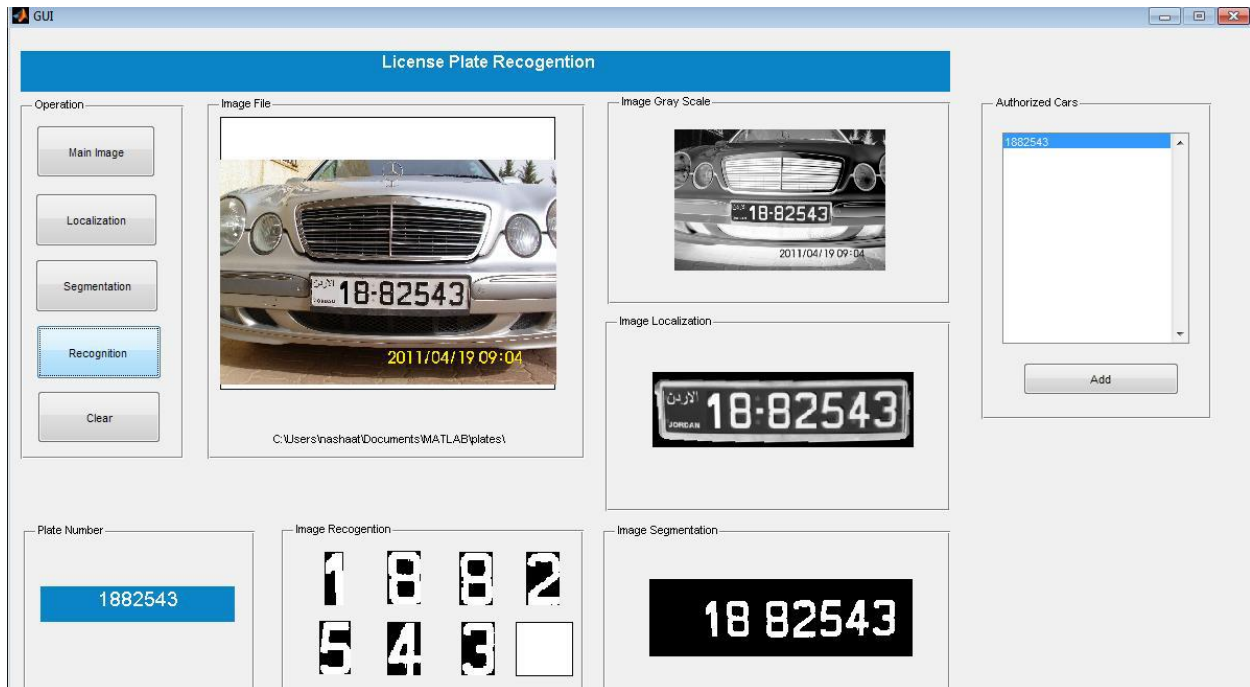 GUI
License Plate Recogention
Operation
Main Image
Localization
Segmentation
Recognition
Clear
Image File
18-82543
2011/04/19 09:04
C:\Users\nashaat\Documents\MATLAB\plates\
Image Gray Scale
18-82543
2011/04/19 09:04
Image Localization
الاردن
JORDAN
18-82543
Authorized Cars
1882543
Add
Plate Number
1882543
Image Recogention
1 8 8 2
5 4 3
Image Segmentation
18 82543